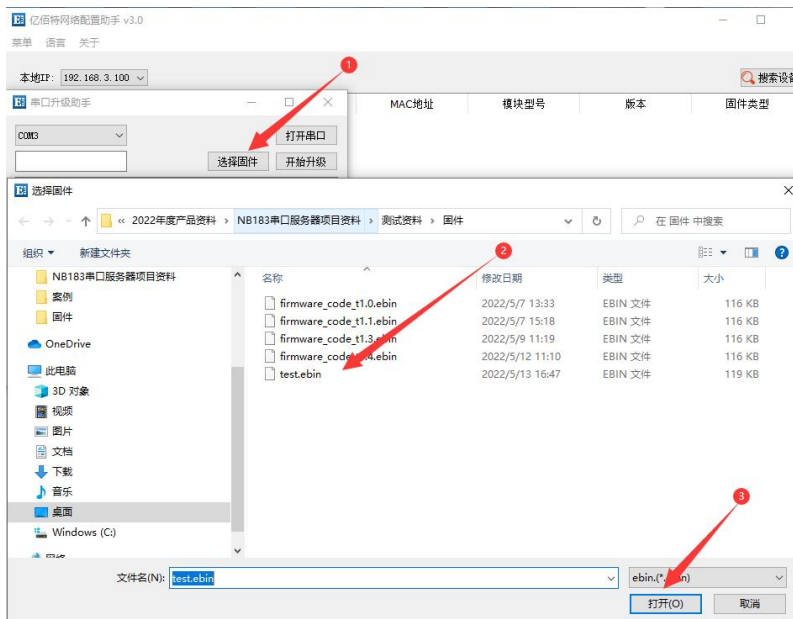 亿佰特网络配置助手 v3.0
菜单 语言 关于
本地IP: 192.168.3.100
搜索设备
串口升级助手
MAC地址 模块型号 版本 固件类型
COM3 打开串口
选择固件 开始升级
1
选择固件
« 2022年度产品资料 › NB183串口服务器项目资料 › 测试资料 › 固件
在 固件 中搜索
组织 新建文件夹
2
NB183串口服务器项目资料
案例
固件
OneDrive
此电脑
3D 对象
视频
图片
文档
下载
音乐
桌面
Windows (C:)
网络
名称 修改日期 类型 大小
firmware_code_t1.0.ebin 2022/5/7 13:33 EBIN 文件 116 KB
firmware_code_t1.1.ebin 2022/5/7 15:18 EBIN 文件 116 KB
firmware_code_t1.3.ebin 2022/5/9 11:19 EBIN 文件 116 KB
firmware_code 4.ebin 2022/5/12 11:10 EBIN 文件 116 KB
test.ebin 2022/5/13 16:47 EBIN 文件 119 KB
3
文件名(N): test.ebin
ebin.(*. n)
打开(O) 取消